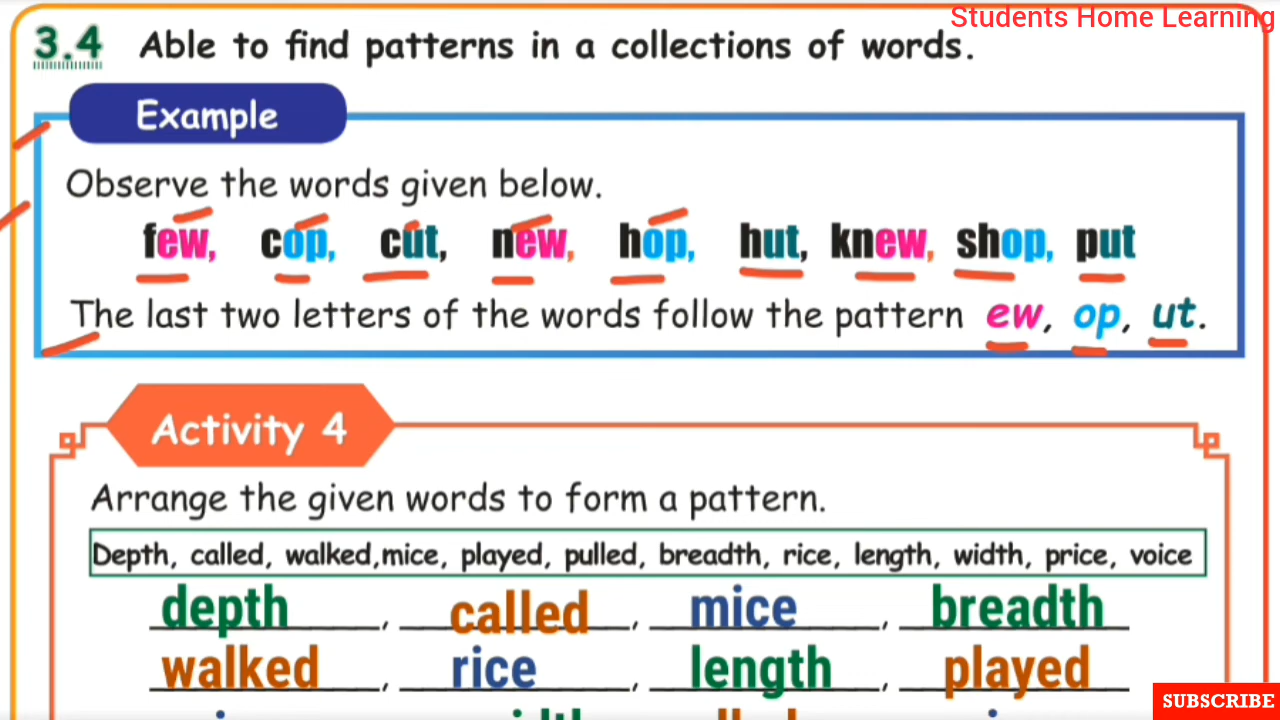 Students Home Learning
3.4 Able to find patterns in a collections of words.
Example
Observe the words given below.
few, cop, cut, new, hop, hut, knew, shop, put
The last two letters of the words follow the pattern ew, op, ut.
Activity 4
Arrange the given words to form a pattern.
Depth, called, walked,mice, played, pulled, breadth, rice, length, width, price, voice
depth, called, mice, breadth
walked, rice, length, played
SUBSCRIBE